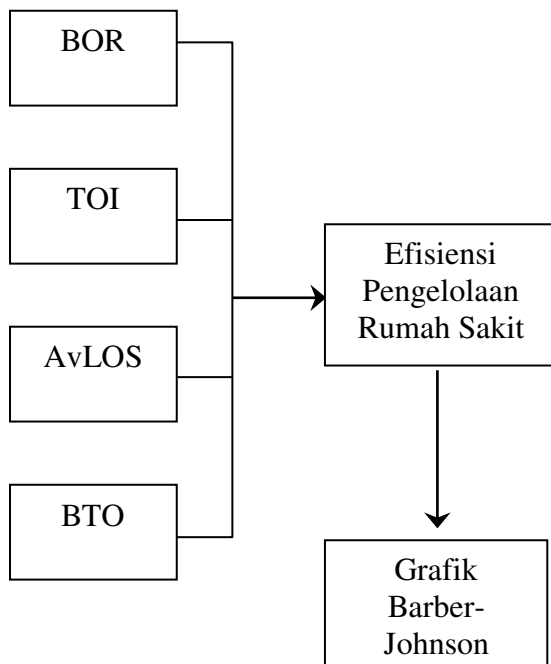 BOR
TOI
AvLOS
BTO
Efisiensi
Pengelolaan
Rumah Sakit
Grafik
Barber-
Johnson